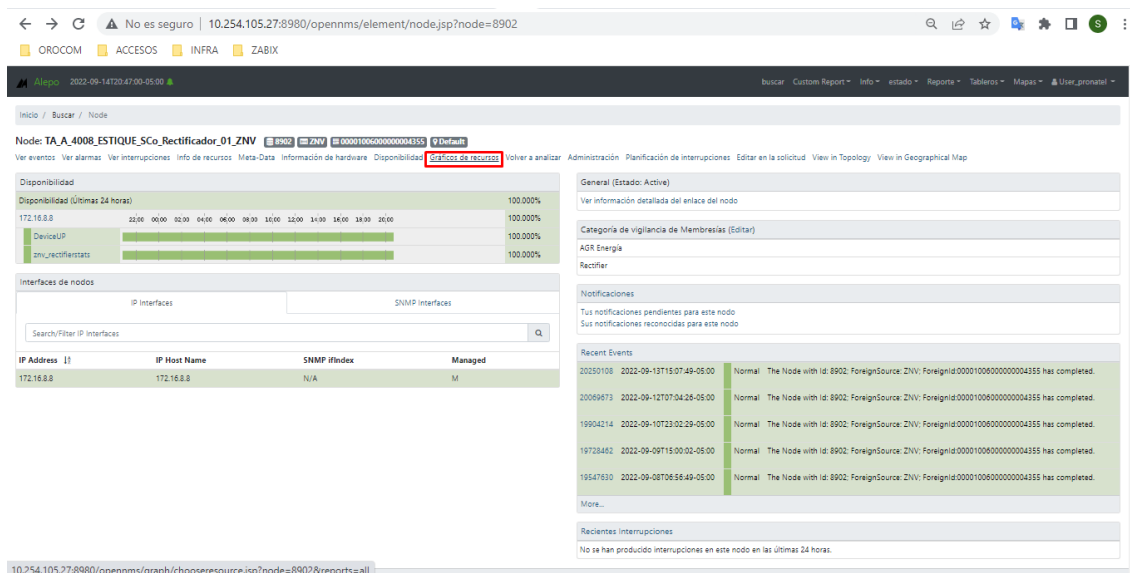 No es seguro | 10.254.105.27:8980/opennms/element/node.jsp?node=8902
S
OROCOM ACCESOS INFRA ZABIX
Alepo 2022-09-14T20:47:00-05:00 buscar Custom Report Info estado Reporte Tableros Mapas User_pronatel
Inicio / Buscar / Node
Node: TA_A_4008_ESTIQUE_SCo_Rectificador_01_ZNV 8902 ZNV 00001006000000004355 Default
Ver eventos Ver alarmas Ver interrupciones Info de recursos Meta-Data Información de hardware Disponibilidad Gráficos de recursos Volver a analizar Administración Planificación de interrupciones Editar en la solicitud View in Topology View in Geographical Map
Disponibilidad
Disponibilidad (Últimas 24 horas) 100.000%
172.16.8.8 22:00 00:00 02:00 04:00 06:00 08:00 10:00 12:00 14:00 16:00 18:00 20:00 100.000%
DeviceUP 100.000%
znv_rectifierstats 100.000%
Interfaces de nodos
IP Interfaces SNMP Interfaces
Search/Filter IP Interfaces
IP Address IP Host Name SNMP ifIndex Managed
172.16.8.8 172.16.8.8 N/A M
General (Estado: Active)
Ver información detallada del enlace del nodo
Categoría de vigilancia de Membresías (Editar)
AGR Energía
Rectifier
Notificaciones
Tus notificaciones pendientes para este nodo
Sus notificaciones reconocidas para este nodo
Recent Events
20250108 2022-09-13T15:07:49-05:00 Normal The Node with Id: 8902; ForeignSource: ZNV; ForeignId:00001006000000004355 has completed.
20069673 2022-09-12T07:04:26-05:00 Normal The Node with Id: 8902; ForeignSource: ZNV; ForeignId:00001006000000004355 has completed.
19904214 2022-09-10T23:02:29-05:00 Normal The Node with Id: 8902; ForeignSource: ZNV; ForeignId:00001006000000004355 has completed.
19728462 2022-09-09T15:00:02-05:00 Normal The Node with Id: 8902; ForeignSource: ZNV; ForeignId:00001006000000004355 has completed.
19547630 2022-09-08T06:56:49-05:00 Normal The Node with Id: 8902; ForeignSource: ZNV; ForeignId:00001006000000004355 has completed.
More...
Recientes Interrupciones
No se han producido interrupciones en este nodo en las últimas 24 horas.
10.254.105.27:8980/opennms/graph/chooseresource.jsp?node=8902&reports=all